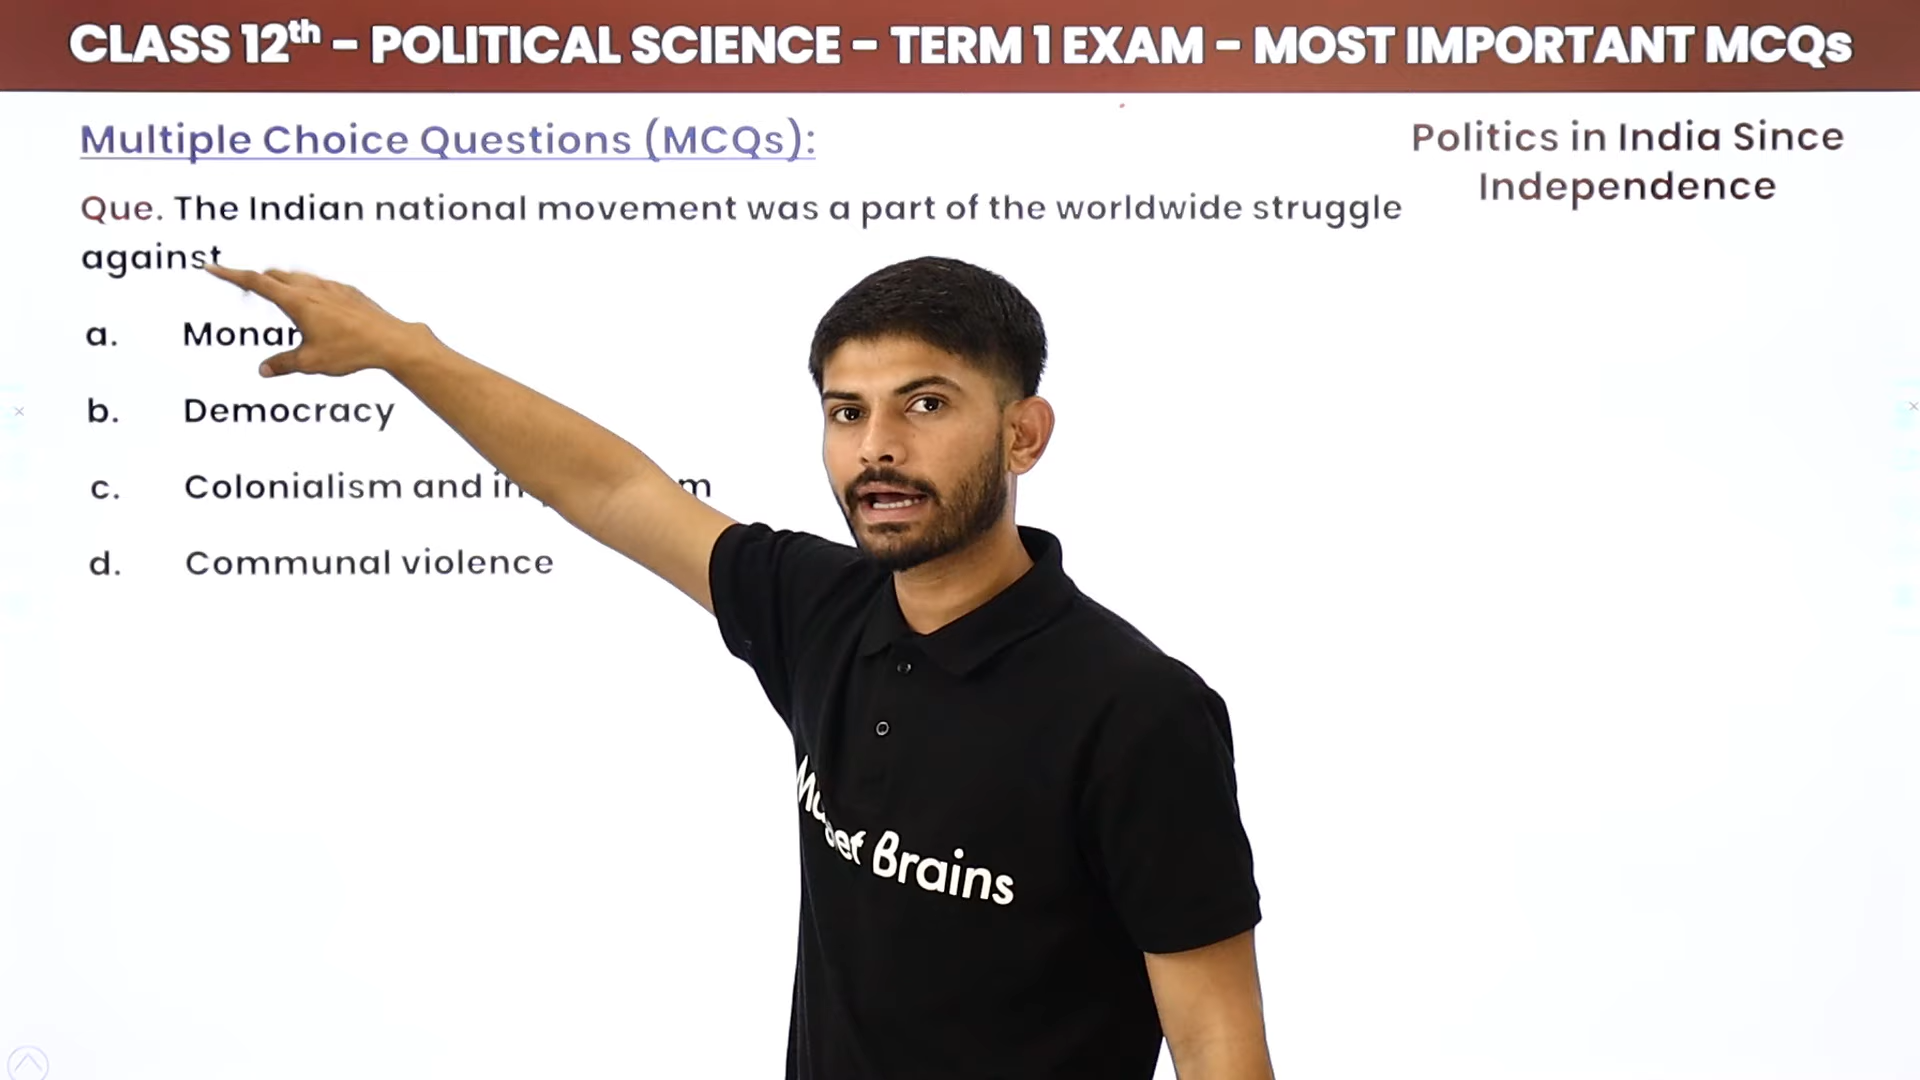 CLASS 12th - POLITICAL SCIENCE - TERM 1 EXAM - MOST IMPORTANT MCQs
Multiple Choice Questions (MCQs):
Politics in India Since
Independence
Que. The Indian national movement was a part of the worldwide struggle
against
a.
b. Democracy
c. Colonialism and
d. Communal violence
Brains